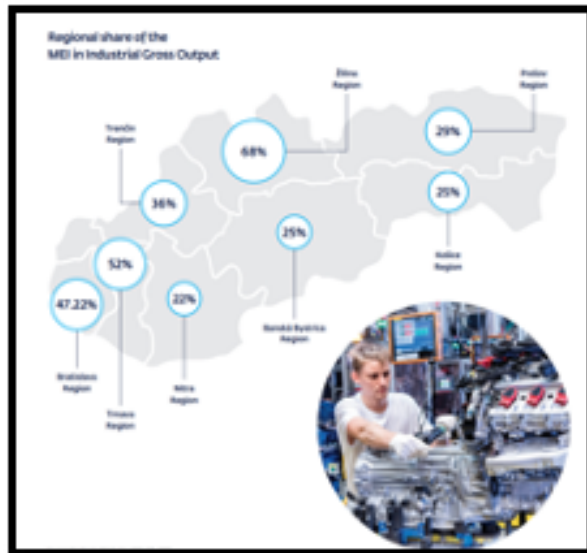 Regional share of the
MEI in Industrial Gross Output
Žilina
Region
Prešov
Region
Trenčín
Region
68%
29%
36%
25%
25%
Košice
Region
52%
47.22%
22%
Banská Bystrica
Region
Bratislava
Region
Nitra
Region
Trnava
Region